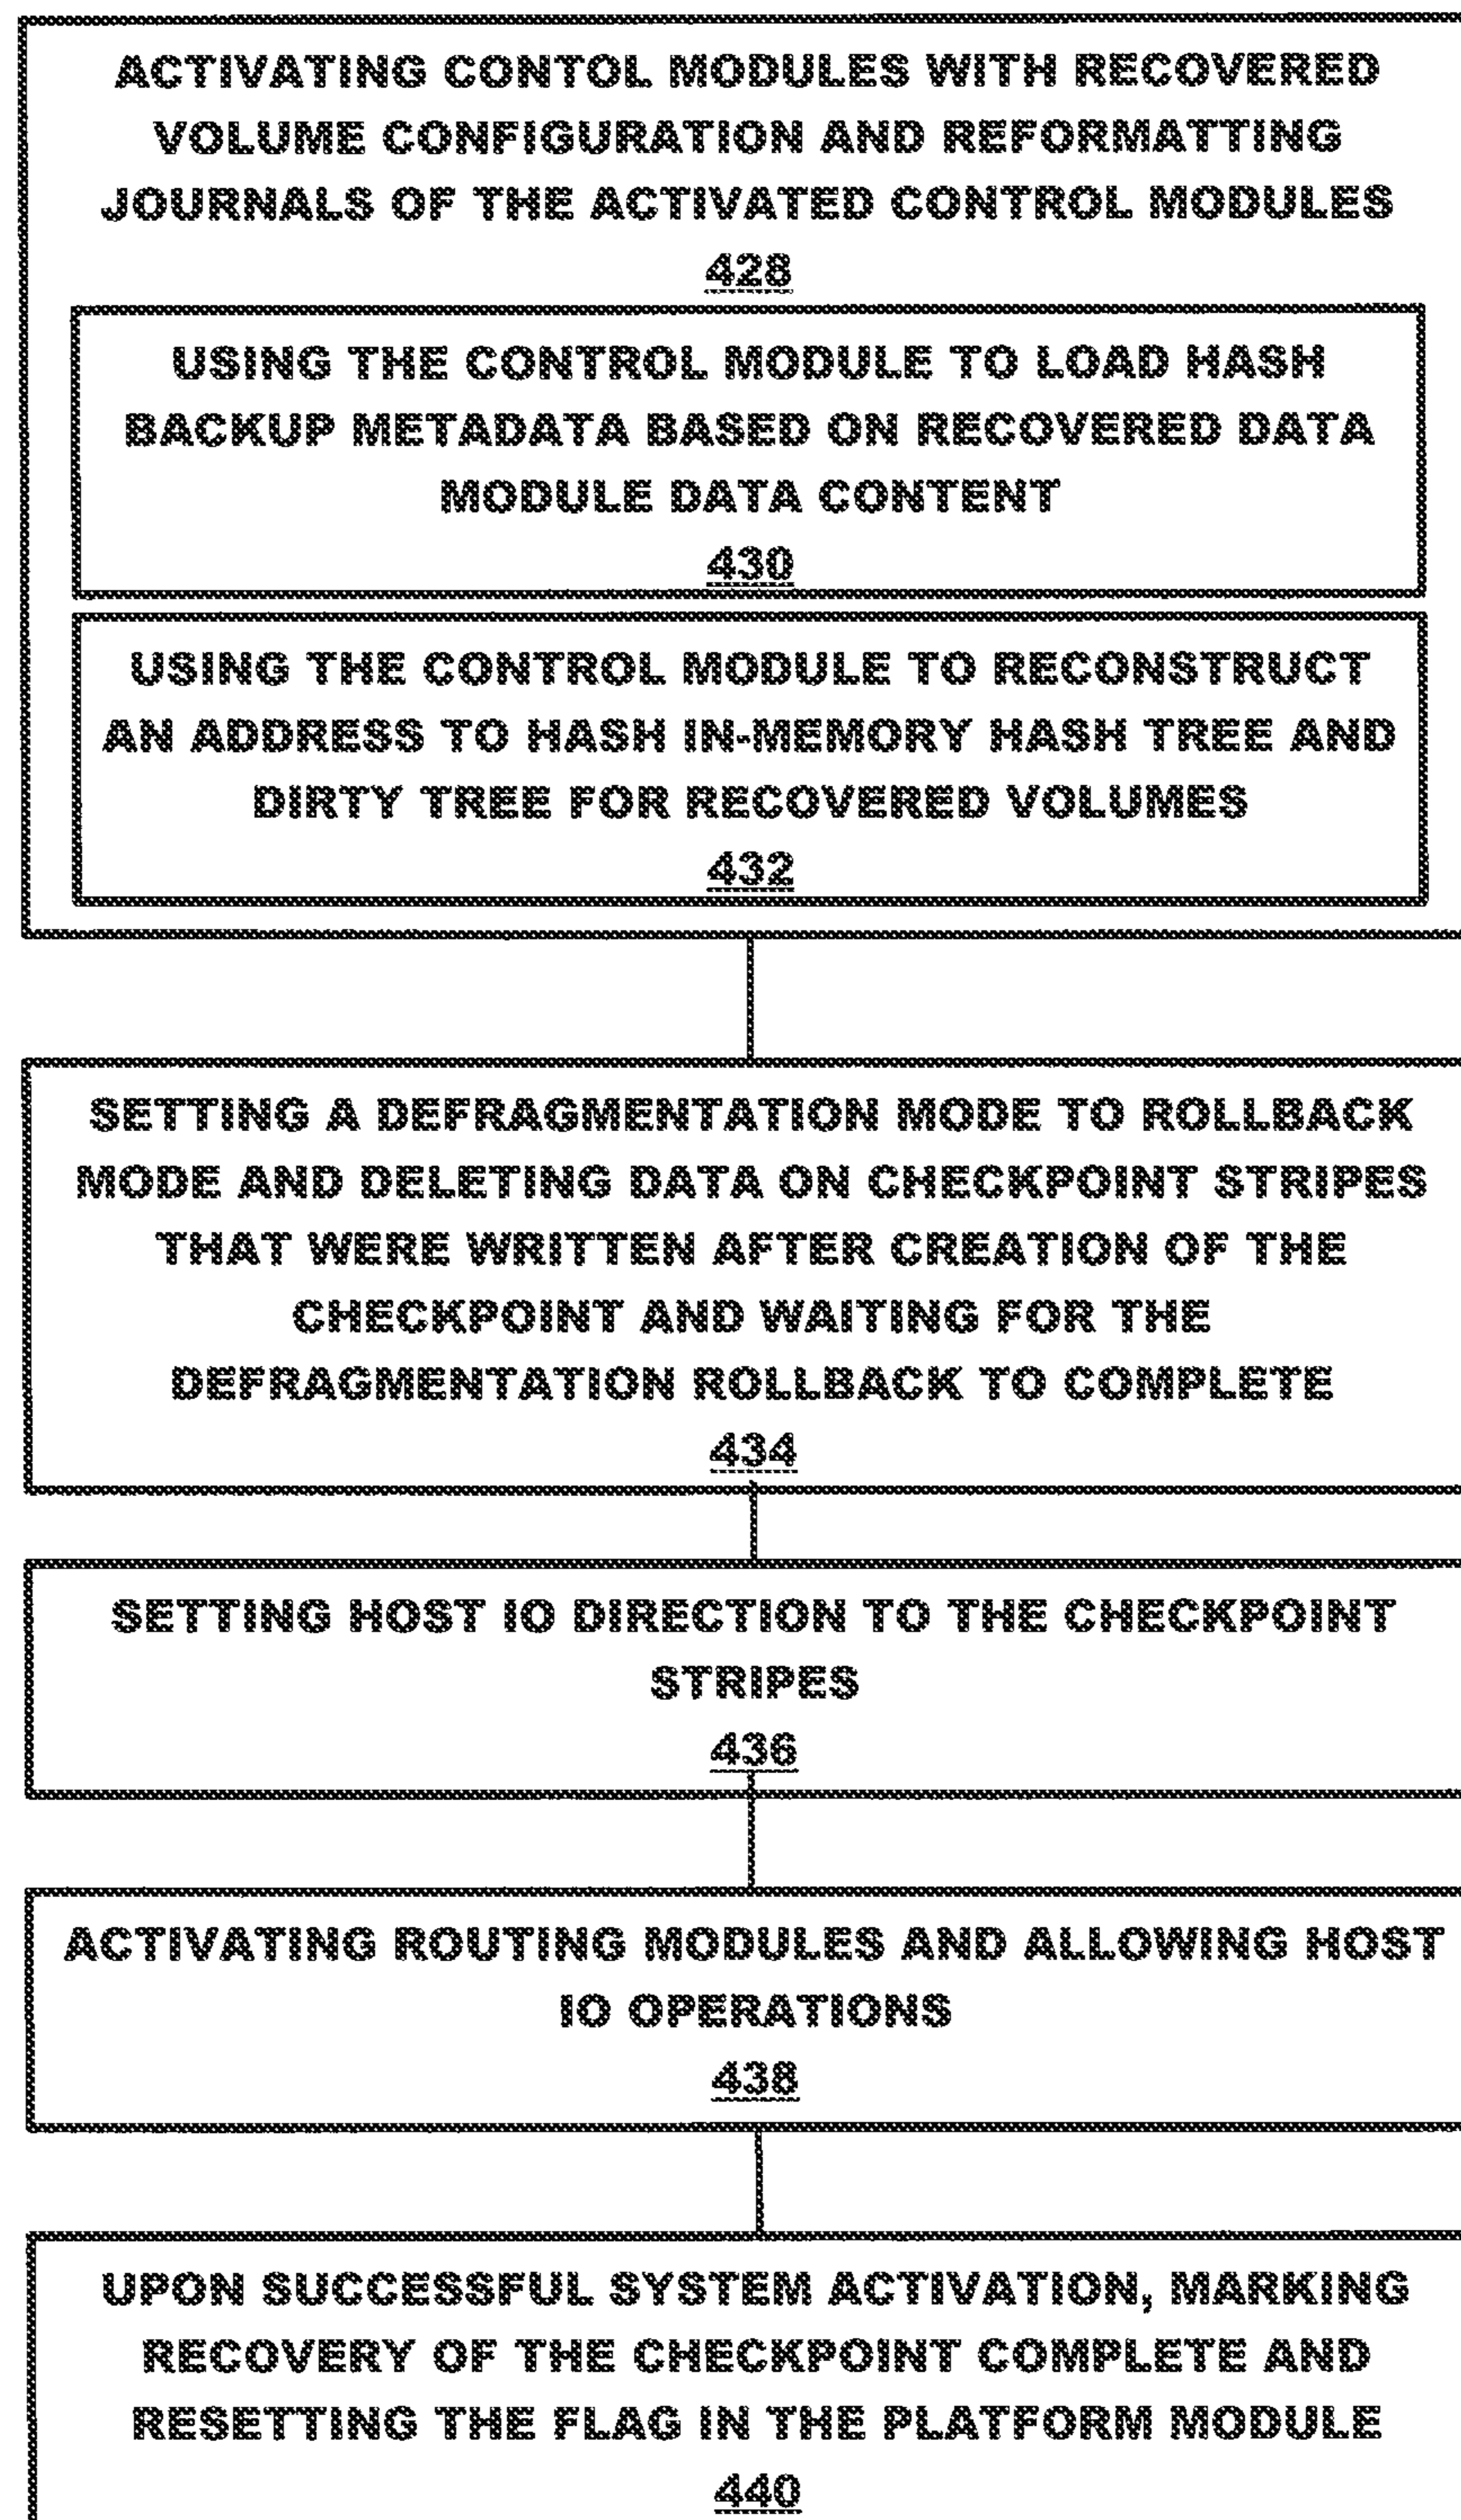 ACTIVATING CONTOL MODULES WITH RECOVERED
VOLUME CONFIGURATION AND REFORMATTING
JOURNALS OF THE ACTIVATED CONTROL MODULES
428
USING THE CONTROL MODULE TO LOAD HASH
BACKUP METADATA BASED ON RECOVERED DATA
MODULE DATA CONTENT
430
USING THE CONTROL MODULE TO RECONSTRUCT
AN ADDRESS TO HASH IN-MEMORY HASH TREE AND
DIRTY TREE FOR RECOVERED VOLUMES
432
SETTING A DEFRAGMENTATION MODE TO ROLLBACK
MODE AND DELETING DATA ON CHECKPOINT STRIPES
THAT WERE WRITTEN AFTER CREATION OF THE
CHECKPOINT AND WAITING FOR THE
DEFRAGMENTATION ROLLBACK TO COMPLETE
434
SETTING HOST IO DIRECTION TO THE CHECKPOINT
STRIPES
436
ACTIVATING ROUTING MODULES AND ALLOWING HOST
IO OPERATIONS
438
UPON SUCCESSFUL SYSTEM ACTIVATION, MARKING
RECOVERY OF THE CHECKPOINT COMPLETE AND
RESETTING THE FLAG IN THE PLATFORM MODULE
440